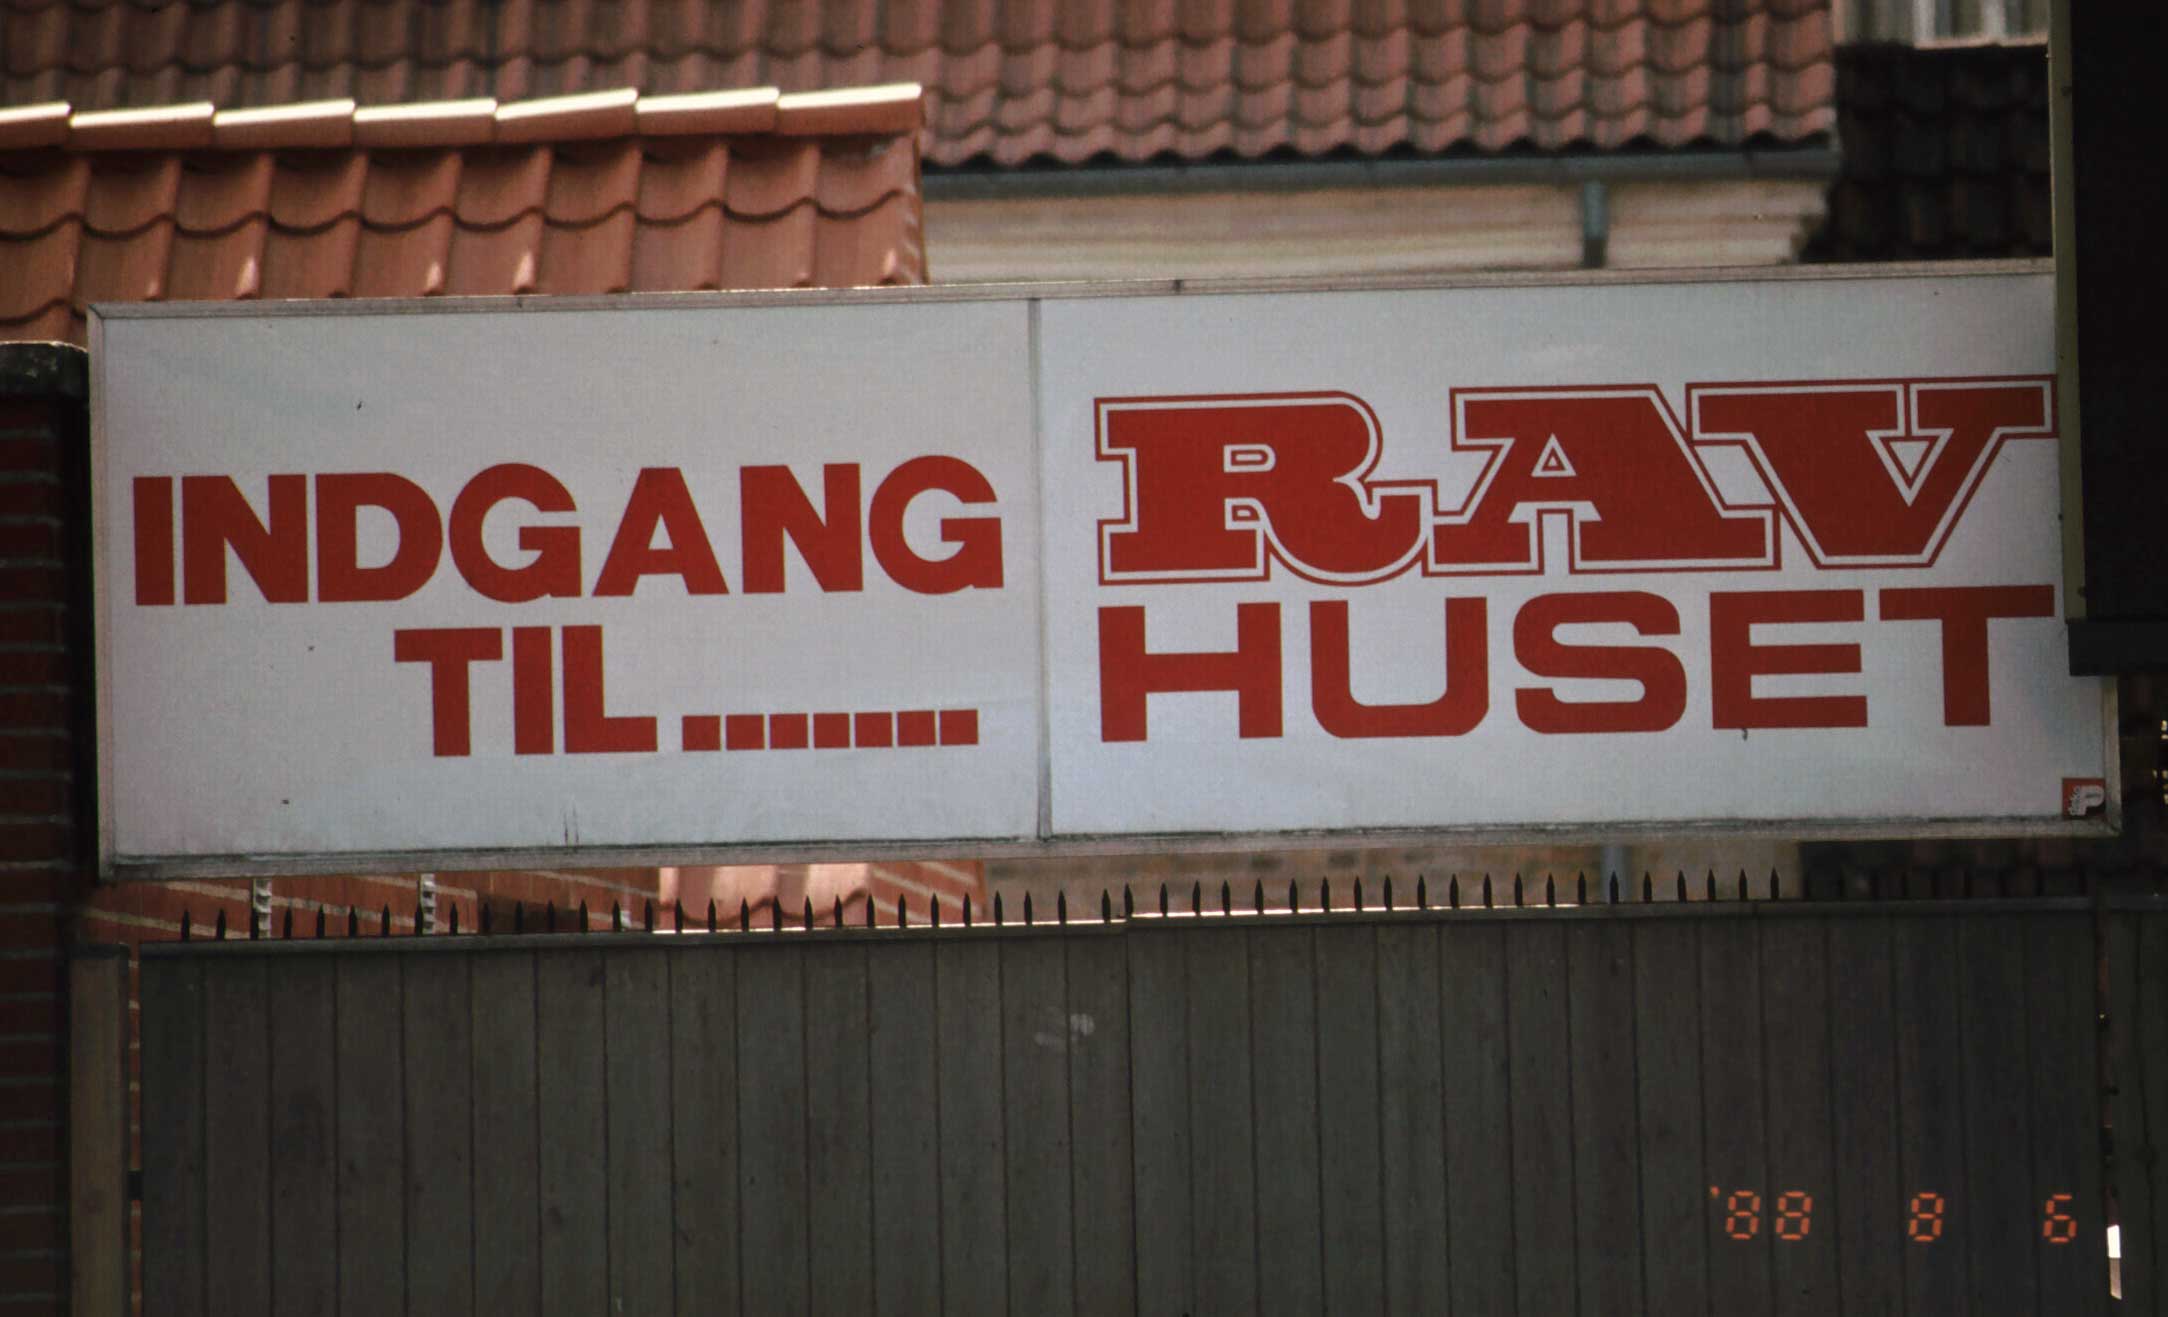 INDGANG
TIL.......
RAV
HUSET
'88 8 6